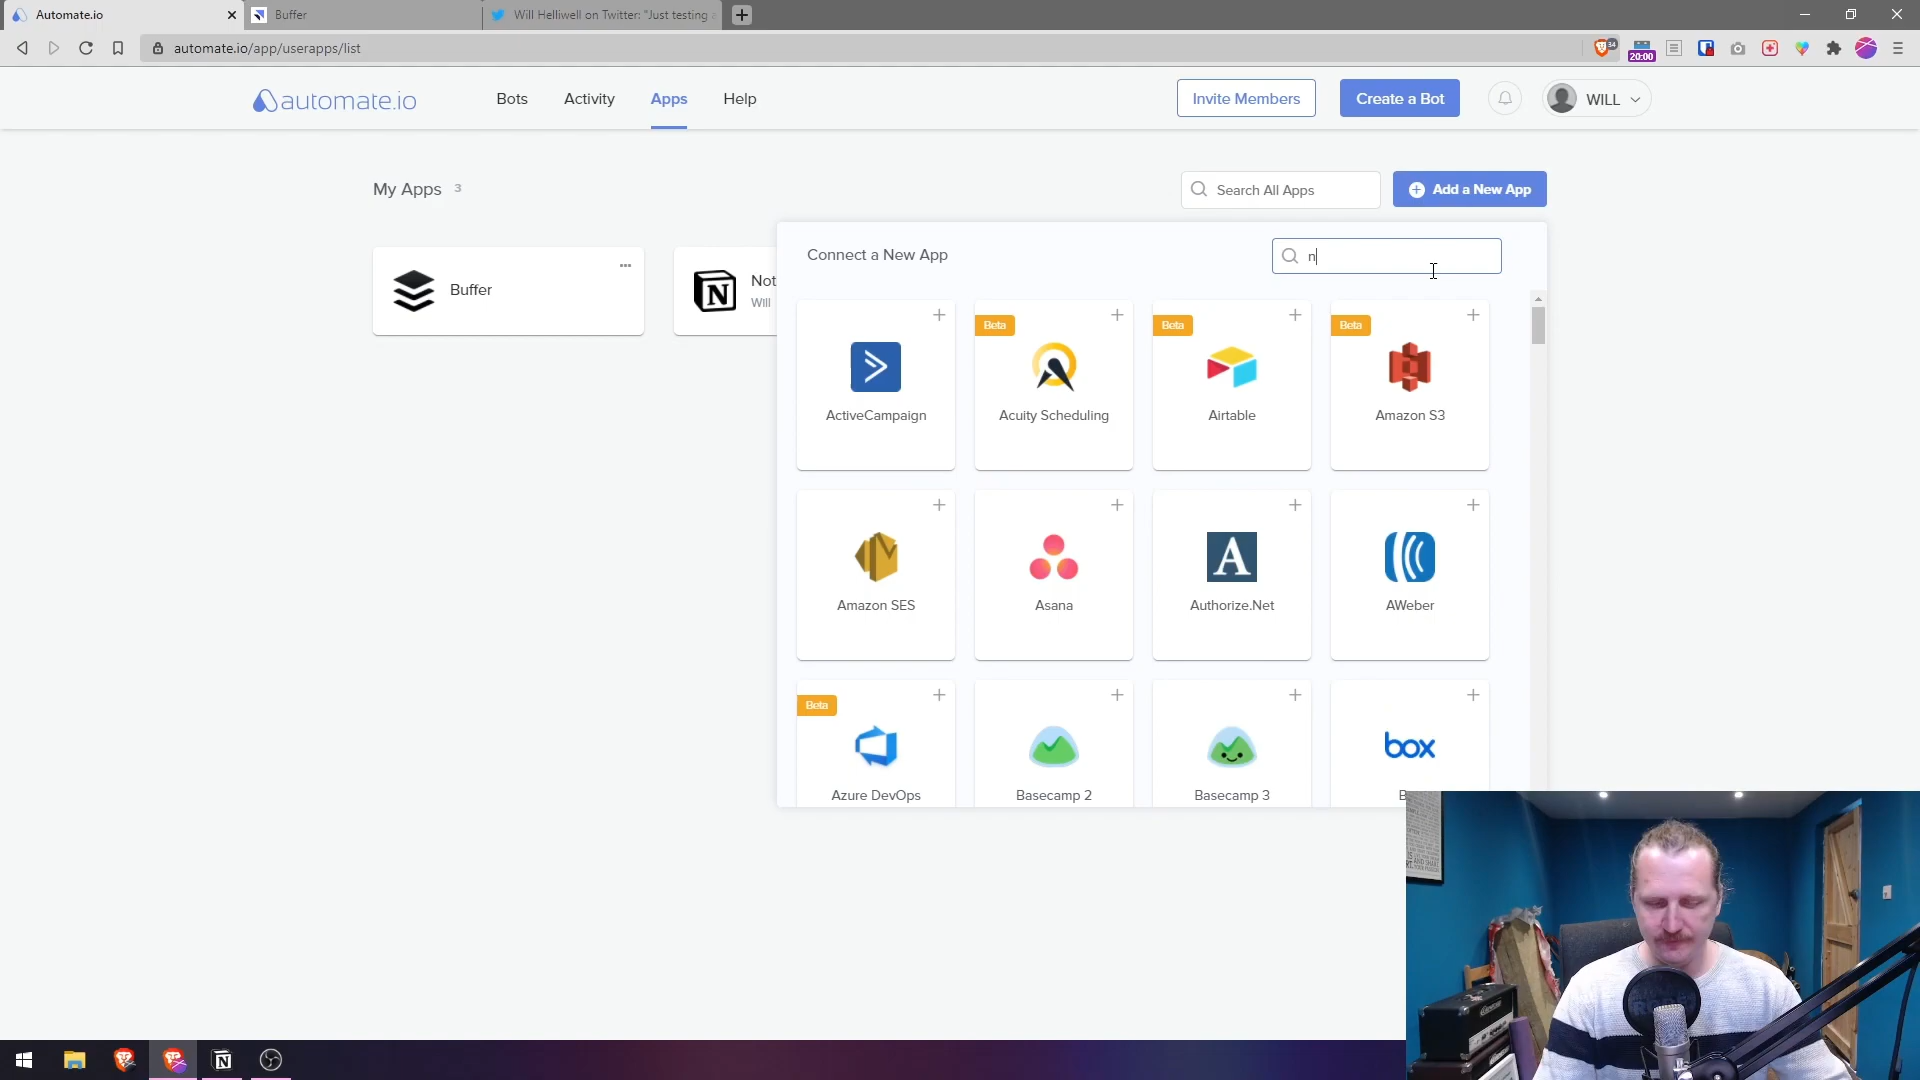 Automate.io
Buffer
Will Helliwell on Twitter: "Just testing
automate.io/app/userapps/list
34
20:00
automate.io
Bots
Activity
Apps
Help
Invite Members
Create a Bot
WILL
My Apps 3
Search All Apps
Add a New App
Buffer
Not
Will
Connect a New App
n
ActiveCampaign
Beta
Acuity Scheduling
Beta
Airtable
Beta
Amazon S3
Amazon SES
Asana
Authorize.Net
AWeber
Beta
Azure DevOps
Basecamp 2
Basecamp 3
box